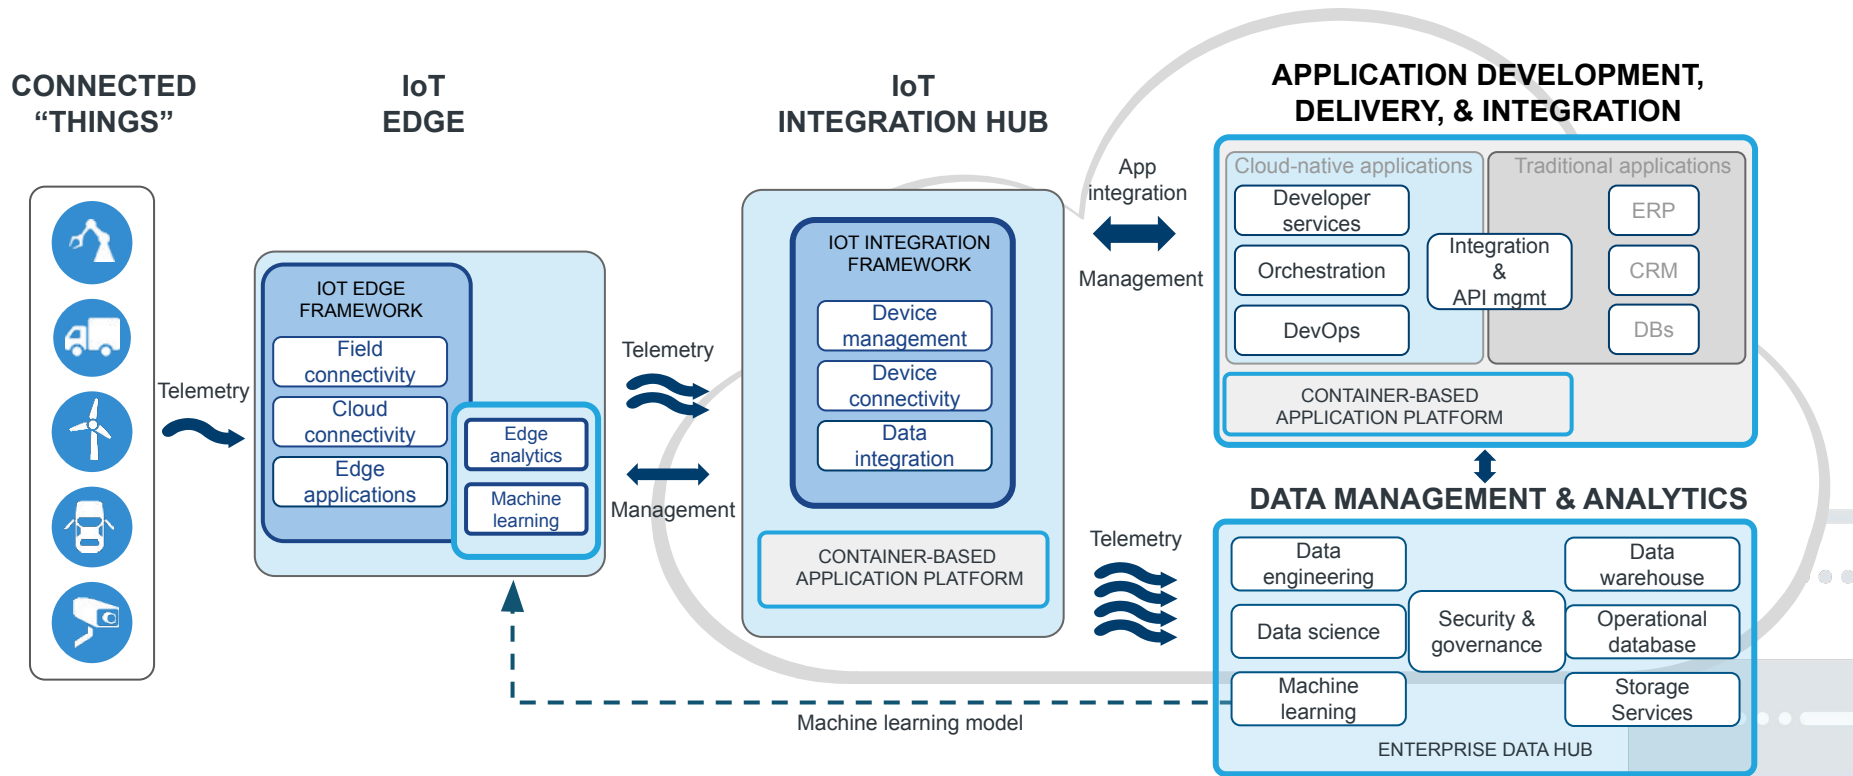 CONNECTED
“THINGS”
IoT
EDGE
IoT
INTEGRATION HUB
APPLICATION DEVELOPMENT,
DELIVERY, & INTEGRATION
Telemetry
IOT EDGE
FRAMEWORK
Field
connectivity
Cloud
connectivity
Edge
applications
Edge
analytics
Machine
learning
Telemetry
Management
IOT INTEGRATION
FRAMEWORK
Device
management
Device
connectivity
Data
integration
CONTAINER-BASED
APPLICATION PLATFORM
App
integration
Management
Cloud-native applications
Developer
services
Orchestration
DevOps
Integration
&
API mgmt
Traditional applications
ERP
CRM
DBs
CONTAINER-BASED
APPLICATION PLATFORM
DATA MANAGEMENT & ANALYTICS
Telemetry
Data
engineering
Data science
Machine
learning
Security &
governance
Data
warehouse
Operational
database
Storage
Services
ENTERPRISE DATA HUB
Machine learning model